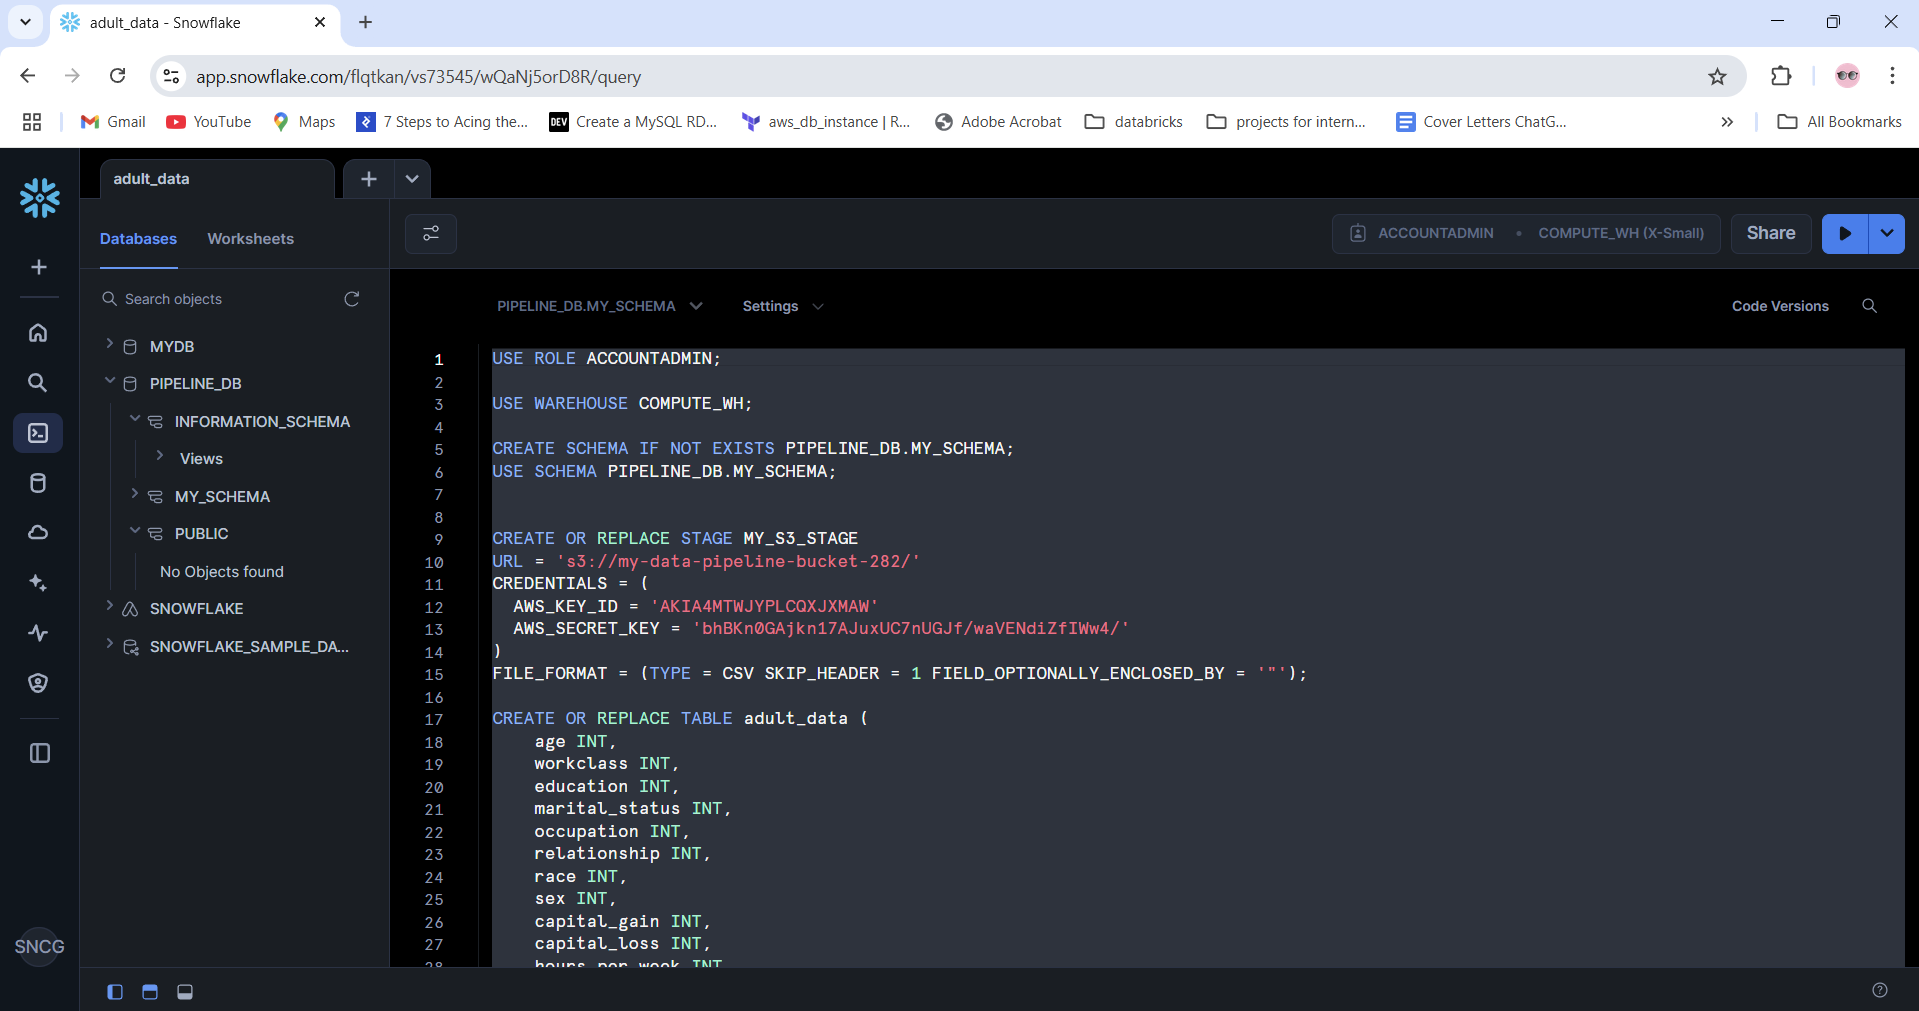 adult_data - Snowflake
app.snowflake.com/flqtkan/vs73545/wQaNj5orD8R/query
Gmail YouTube Maps 7 Steps to Acing the... DEV Create a MySQL RD... aws_db_instance | R... Adobe Acrobat databricks projects for intern... Cover Letters ChatG... All Bookmarks
adult_data
Databases Worksheets
ACCOUNTADMIN • COMPUTE_WH (X-Small) Share
Search objects
MYDB
PIPELINE_DB
INFORMATION_SCHEMA
Views
MY_SCHEMA
PUBLIC
No Objects found
SNOWFLAKE
SNOWFLAKE_SAMPLE_DA...
SNCG
PIPELINE_DB.MY_SCHEMA Settings Code Versions
1 USE ROLE ACCOUNTADMIN;
2
3 USE WAREHOUSE COMPUTE_WH;
4
5 CREATE SCHEMA IF NOT EXISTS PIPELINE_DB.MY_SCHEMA;
6 USE SCHEMA PIPELINE_DB.MY_SCHEMA;
7
8
9 CREATE OR REPLACE STAGE MY_S3_STAGE
10 URL = 's3://my-data-pipeline-bucket-282/'
11 CREDENTIALS = (
12 AWS_KEY_ID = 'AKIA4MTWJYPLCQXJXMAW'
13 AWS_SECRET_KEY = 'bhBKn0GAjkn17AJuxUC7nUGJf/waVENdiZfIWw4/'
14 )
15 FILE_FORMAT = (TYPE = CSV SKIP_HEADER = 1 FIELD_OPTIONALLY_ENCLOSED_BY = '"');
16
17 CREATE OR REPLACE TABLE adult_data (
18 age INT,
19 workclass INT,
20 education INT,
21 marital_status INT,
22 occupation INT,
23 relationship INT,
24 race INT,
25 sex INT,
26 capital_gain INT,
27 capital_loss INT,
28 hours_per_week INT